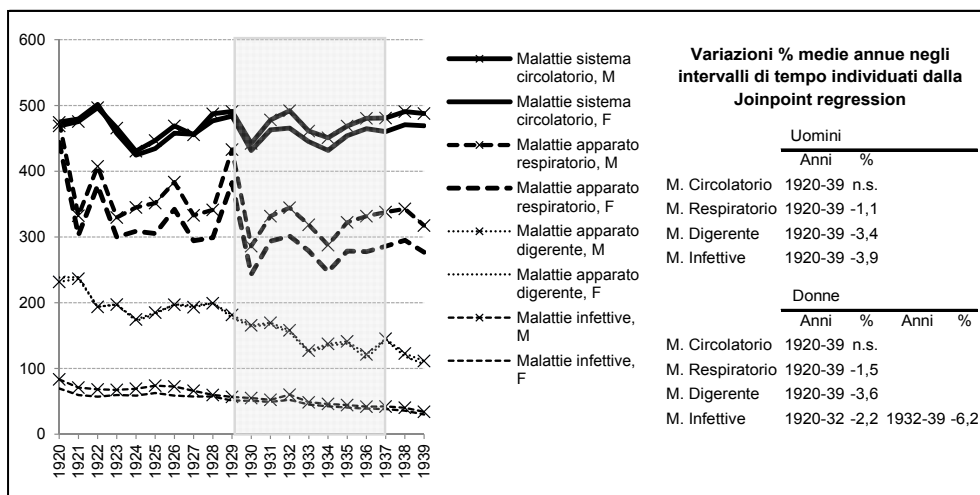 600
500
400
300
200
100
0
1920
1921
1922
1923
1924
1925
1926
1927
1928
1929
1930
1931
1932
1933
1934
1935
1936
1937
1938
1939
Malattie sistema
circolatorio, M
Malattie sistema
circolatorio, F
Malattie apparato
respiratorio, M
Malattie apparato
respiratorio, F
Malattie apparato
digerente, M
Malattie apparato
digerente, F
Malattie infettive,
M
Malattie infettive,
F
Variazioni % medie annue negli
intervalli di tempo individuati dalla
Joinpoint regression
Uomini
Anni %
M. Circolatorio 1920-39 n.s.
M. Respiratorio 1920-39 -1,1
M. Digerente 1920-39 -3,4
M. Infettive 1920-39 -3,9
Donne
Anni % Anni %
M. Circolatorio 1920-39 n.s.
M. Respiratorio 1920-39 -1,5
M. Digerente 1920-39 -3,6
M. Infettive 1920-32 -2,2 1932-39 -6,2